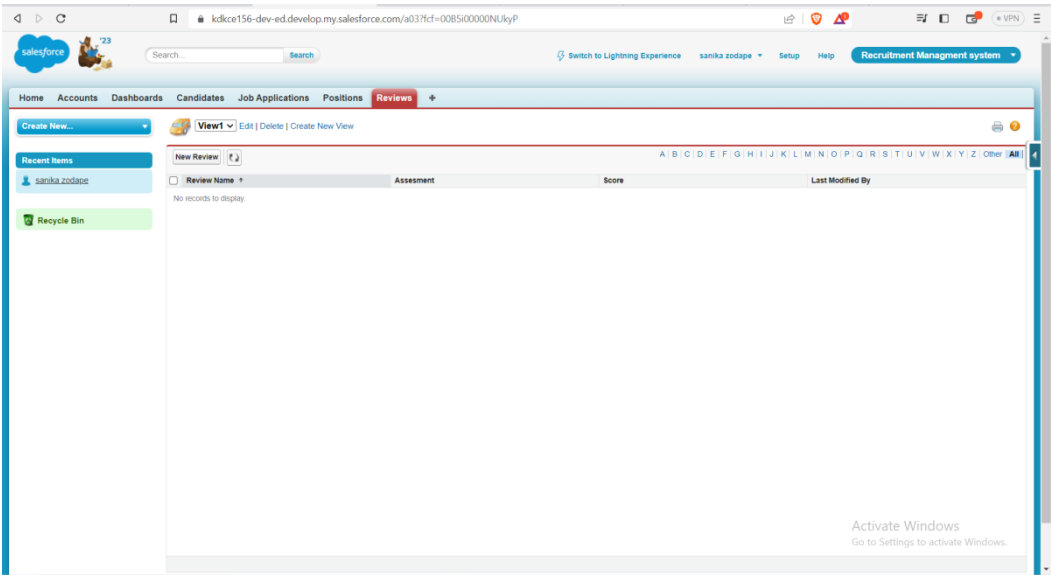 kdkce156-dev-ed.develop.my.salesforce.com/a03?fcf=00B5i00000NUkyP
VPN
salesforce
'23
Search...
Search
Switch to Lightning Experience
sanika zodape
Setup
Help
Recruitment Managment system
Home Accounts Dashboards Candidates Job Applications Positions Reviews +
Create New...
View1 Edit | Delete | Create New View
Recent Items
sanika zodape
Recycle Bin
New Review
A | B | C | D | E | F | G | H | I | J | K | L | M | N | O | P | Q | R | S | T | U | V | W | X | Y | Z | Other | All
Review Name ↑ Assesment Score Last Modified By
No records to display.
Activate Windows
Go to Settings to activate Windows.